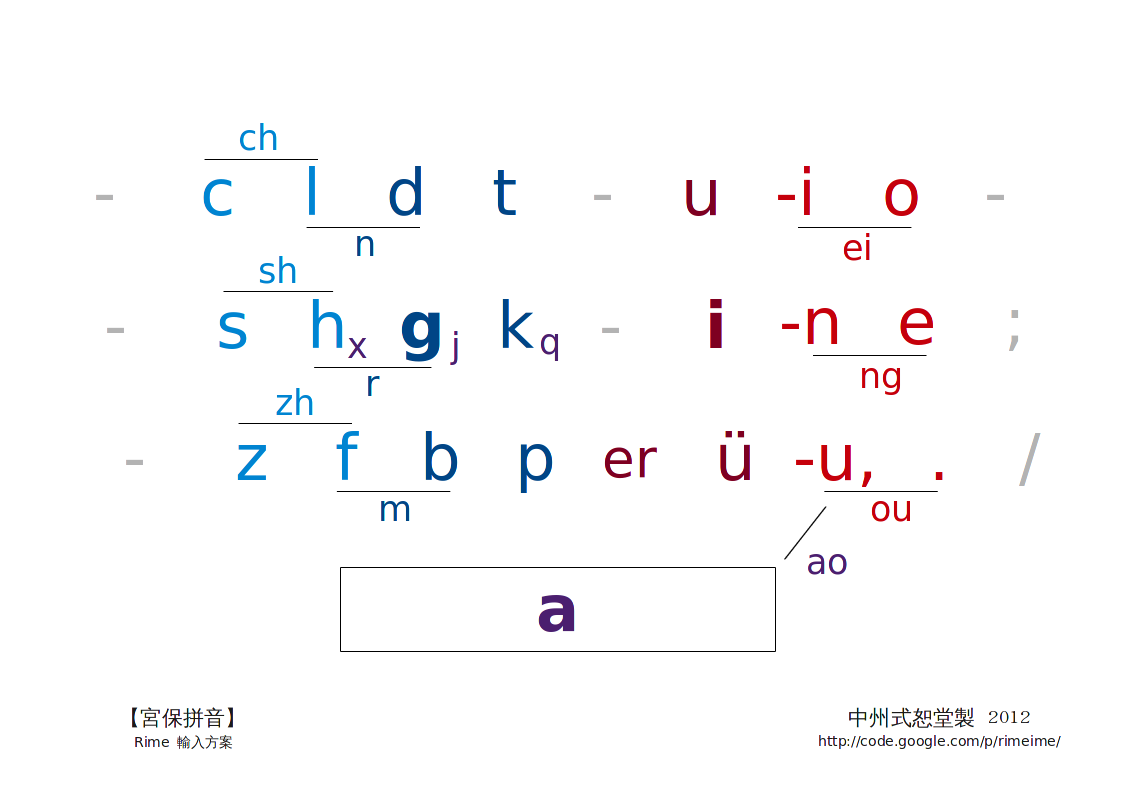 ch
- c l d t - u -i o -
n ei
sh
- s h x g j k q - i -n e ;
r ng
zh
- z f b p er ü -u, . /
m ou
ao
a
【宮保拼音】 中州式恕堂製 2012
Rime 輸入方案 http://code.google.com/p/rimeime/